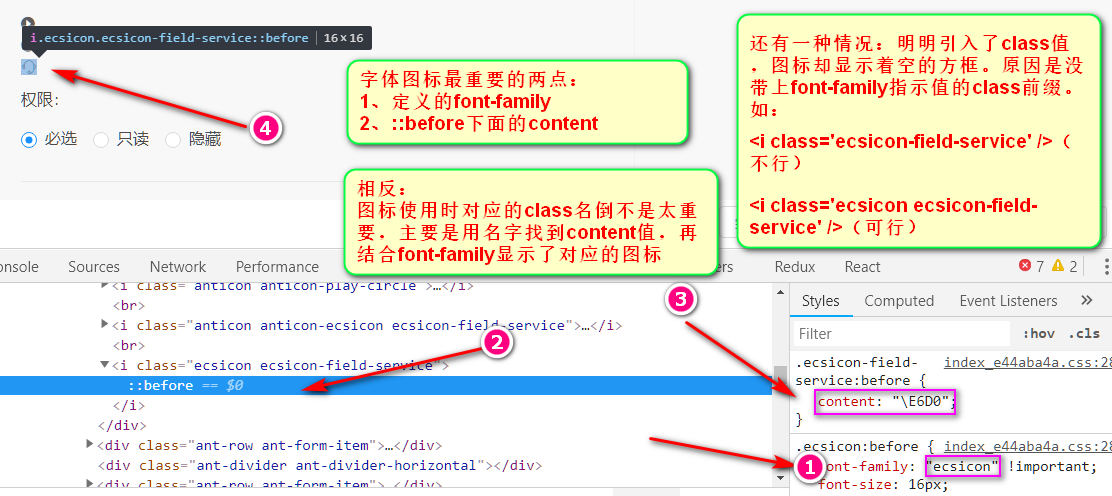 i.ecsicon.ecsicon-field-service::before | 16×16
4
权限:
必选 只读 隐藏
字体图标最重要的两点:
1、定义的font-family
2、::before下面的content
相反:
图标使用时对应的class名倒不是太重
要，主要是用名字找到content值，再
结合font-family显示了对应的图标
还有一种情况：明明引入了class值
，图标却显示着空的方框。原因是没
带上font-family指示值的class前缀。
如:
<i class='ecsicon-field-service' />（
不行）
<i class='ecsicon ecsicon-field-
service' />（可行）
onsole Sources Network Performance Redux React 7 2
<i class="anticon anticon-play-circle">…</i>
<br>
<i class="anticon anticon-ecsicon ecsicon-field-service">…</i>
<br>
<i class="ecsicon ecsicon-field-service">
::before == $0
</i>
</div>
<div class="ant-row ant-form-item">…</div>
<div class="ant-divider ant-divider-horizontal"></div>
<div class="ant-row ant-form-item">…</div>
2
3
1
Styles Computed Event Listeners »
Filter :hov .cls
.ecsicon-field- index_e44aba4a.css:28
service:before {
content: "\E6D0";
}
.ecsicon:before { index_e44aba4a.css:28
font-family: "ecsicon" !important;
font-size: 16px;